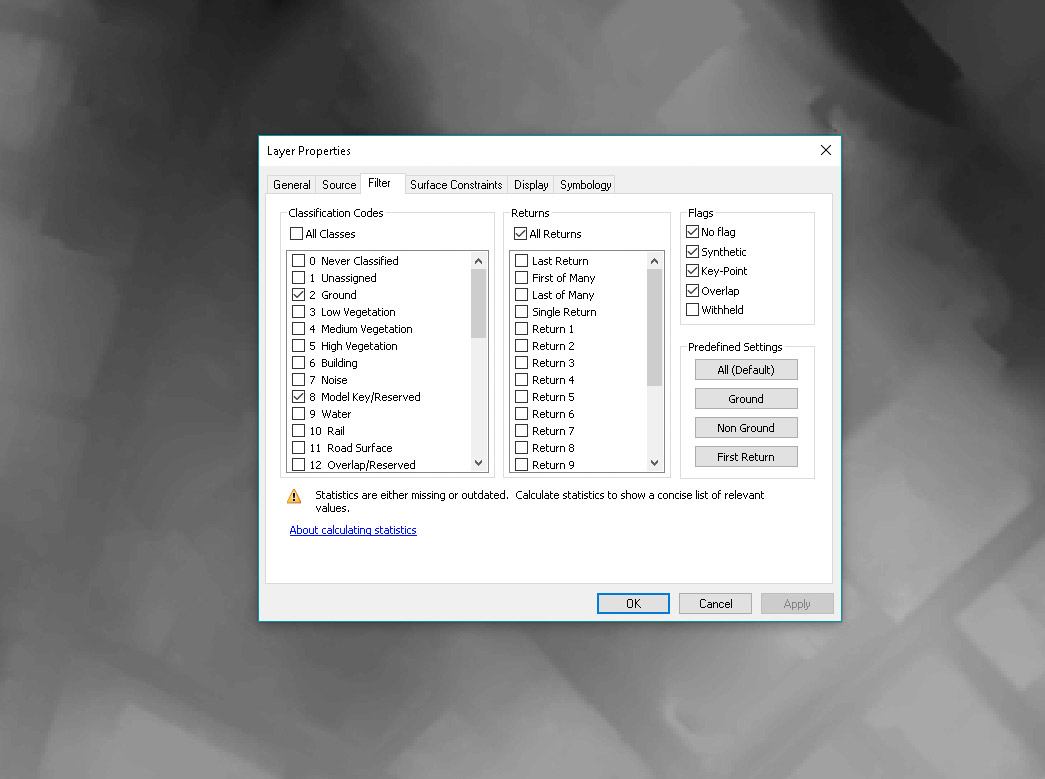 Layer Properties
General Source Filter Surface Constraints Display Symbology
Classification Codes
All Classes
0 Never Classified
1 Unassigned
2 Ground
3 Low Vegetation
4 Medium Vegetation
5 High Vegetation
6 Building
7 Noise
8 Model Key/Reserved
9 Water
10 Rail
11 Road Surface
12 Overlap/Reserved
Returns
All Returns
Last Return
First of Many
Last of Many
Single Return
Return 1
Return 2
Return 3
Return 4
Return 5
Return 6
Return 7
Return 8
Return 9
Flags
No flag
Synthetic
Key-Point
Overlap
Withheld
Predefined Settings
All (Default)
Ground
Non Ground
First Return
Statistics are either missing or outdated. Calculate statistics to show a concise list of relevant
values.
About calculating statistics
OK Cancel Apply